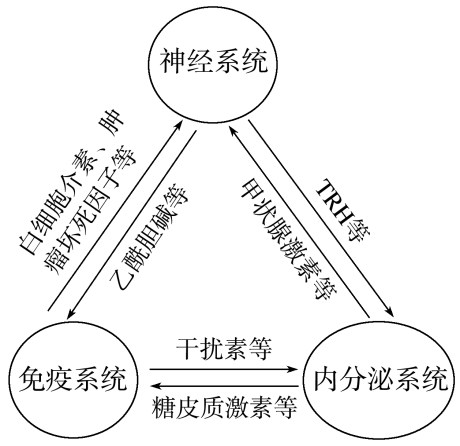 神经系统
白细胞介素、肿
瘤坏死因子等
乙酰胆碱等
甲状腺激素等
TRH等
免疫系统
干扰素等
糖皮质激素等
内分泌系统